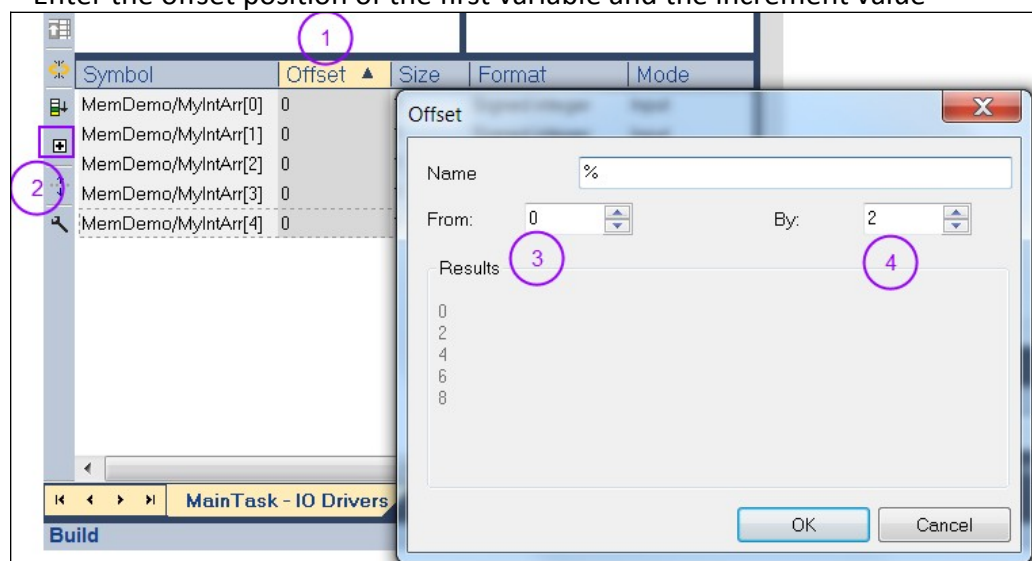 Enter the offset position of the first variable and the increment value
1
Symbol Offset ▲ Size Format Mode
MemDemo/MyIntArr[0] 0
MemDemo/MyIntArr[1] 0
MemDemo/MyIntArr[2] 0
MemDemo/MyIntArr[3] 0
MemDemo/MyIntArr[4] 0
2
Offset
Name %
From: 0 By: 2
3
4
Results
0
2
4
6
8
OK Cancel
MainTask - IO Drivers
Build